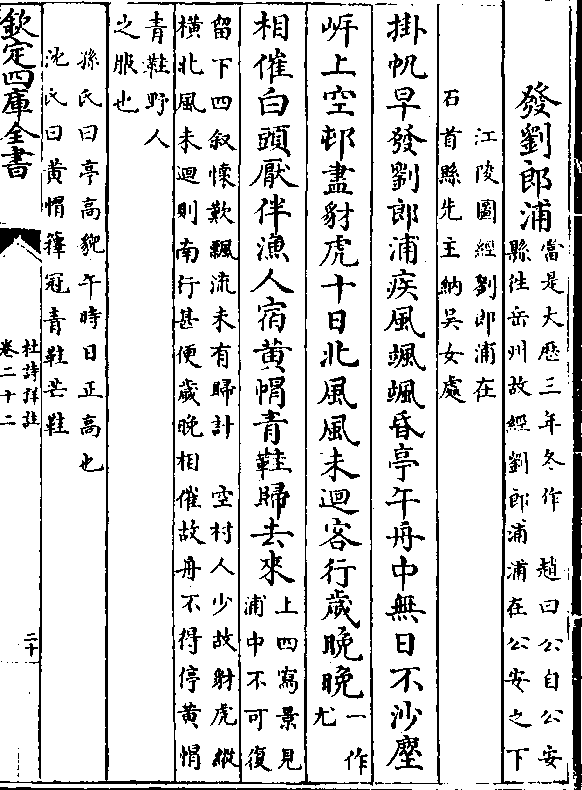 發劉郎浦當是大厯三年冬作　趙曰公自公安
縣徃岳州故經劉郎浦浦在公安之下
江陵圖經劉郎浦在
石首縣先主納吳女處
掛帆早發劉郎浦疾風颯颯昏亭午舟中無日不沙塵
岍上空邨盡豺虎十日北風風未迴客行歲晚晚一作
尤
相催白頭厭伴漁人宿黄帽青鞋歸去來上四寫景見
浦中不可復
留下四叙懐歎飄流未有歸計　空村人少故豺虎縱
横北風未迴則南行甚便歲晩相催故舟不得停黄帽
青鞋野人
之服也
孫氏曰亭高貌午時日正高也
沈氏曰黄帽籜冠青鞋芒鞋
欽定四庫全書
杜詩詳註
卷二十二
二十